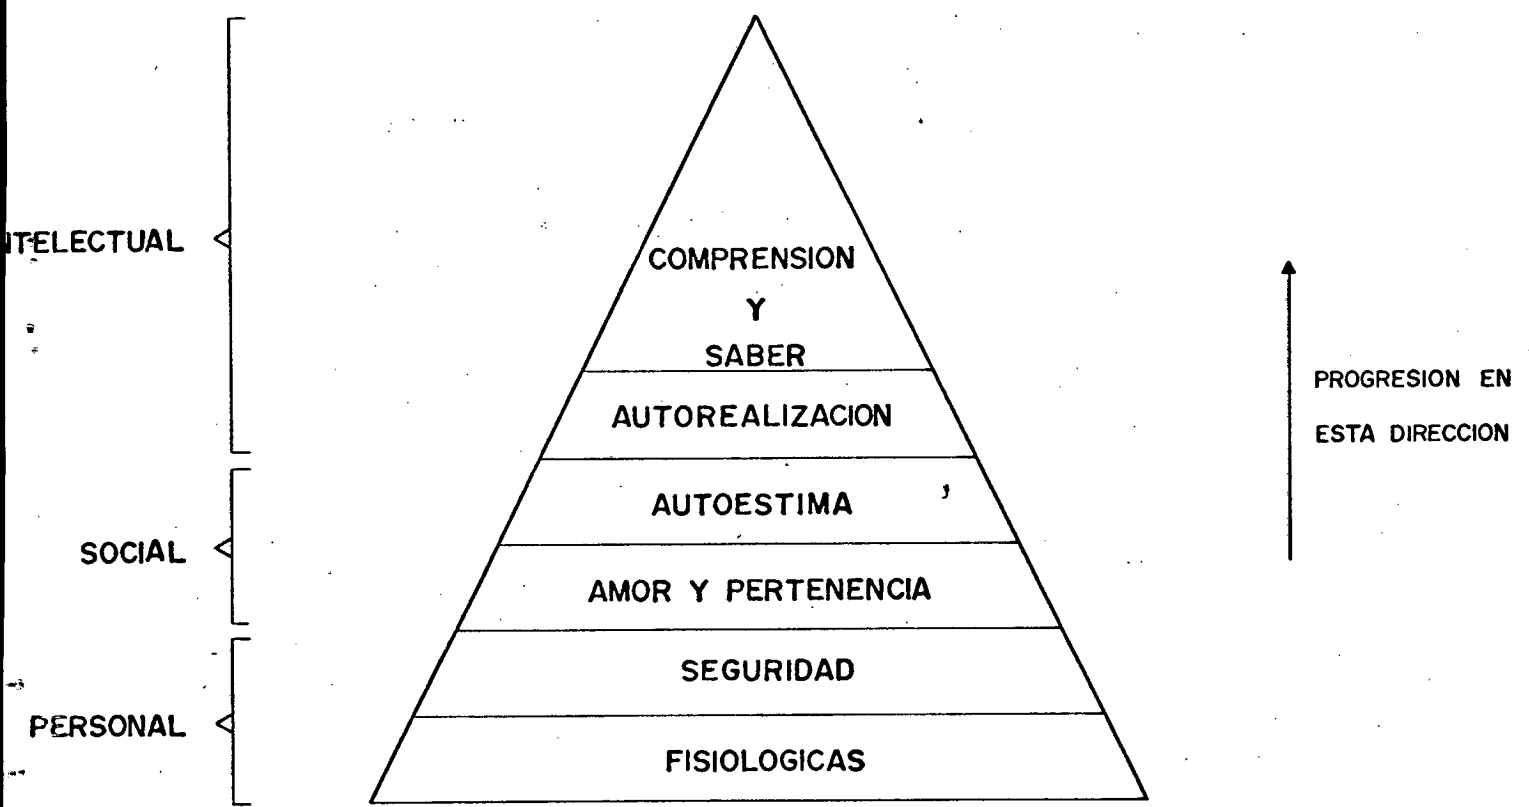 NTELECTUAL
COMPRENSION
Y
SABER
AUTOREALIZACION
PROGRESION EN
ESTA DIRECCION
AUTOESTIMA
SOCIAL
AMOR Y PERTENENCIA
SEGURIDAD
PERSONAL
FISIOLOGICAS